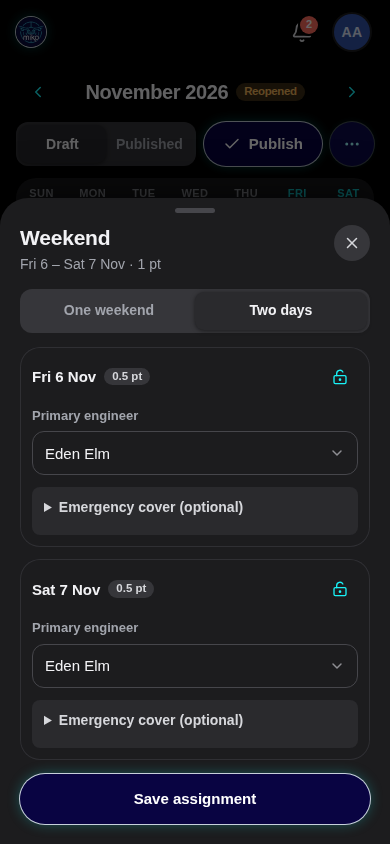 2
AA
November 2026
Reopened
Draft
Published
Publish
SUN MON TUE WED THU FRI SAT
Weekend
Fri 6 – Sat 7 Nov · 1 pt
One weekend
Two days
Fri 6 Nov
0.5 pt
Primary engineer
Eden Elm
Emergency cover (optional)
Sat 7 Nov
0.5 pt
Primary engineer
Eden Elm
Emergency cover (optional)
Save assignment